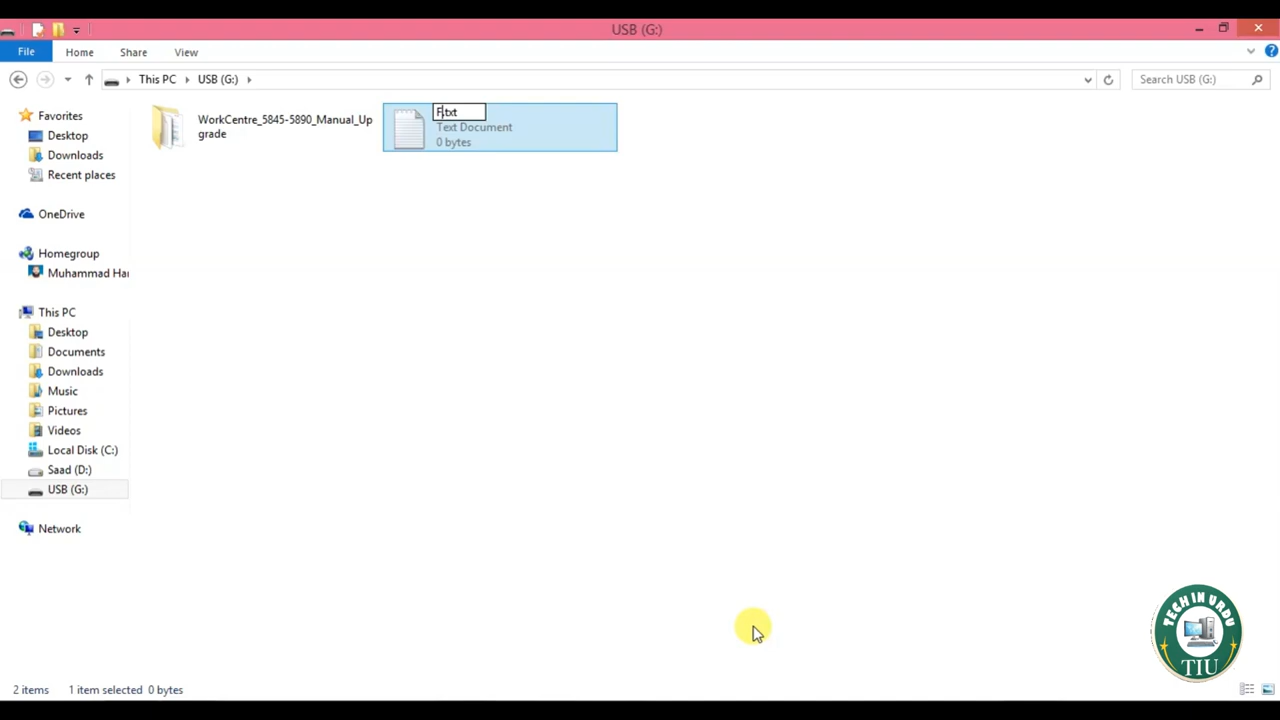 USB (G:)
File Home Share View
This PC USB (G:) Search USB (G:)
Favorites
Desktop
Downloads
Recent places
OneDrive
Homegroup
Muhammad Har
This PC
Desktop
Documents
Downloads
Music
Pictures
Videos
Local Disk (C:)
Saad (D:)
USB (G:)
Network
WorkCentre_5845-5890_Manual_Up
grade
F.txt
Text Document
0 bytes
TECH IN URDU
TIU
2 items 1 item selected 0 bytes